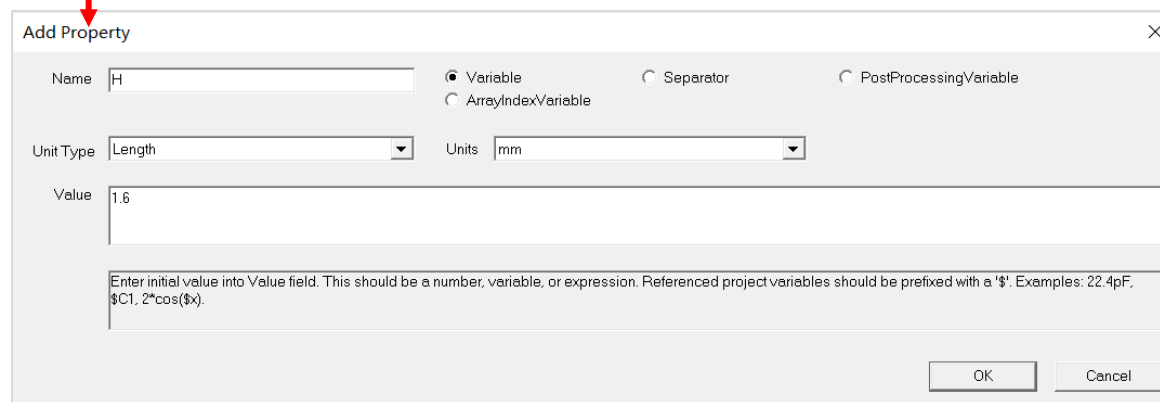 Add Property
Name H Variable Separator PostProcessingVariable
ArrayIndexVariable
Unit Type Length Units mm
Value 1.6
Enter initial value into Value field. This should be a number, variable, or expression. Referenced project variables should be prefixed with a '$'. Examples: 22.4pF,
$C1, 2*cos($x).
OK Cancel